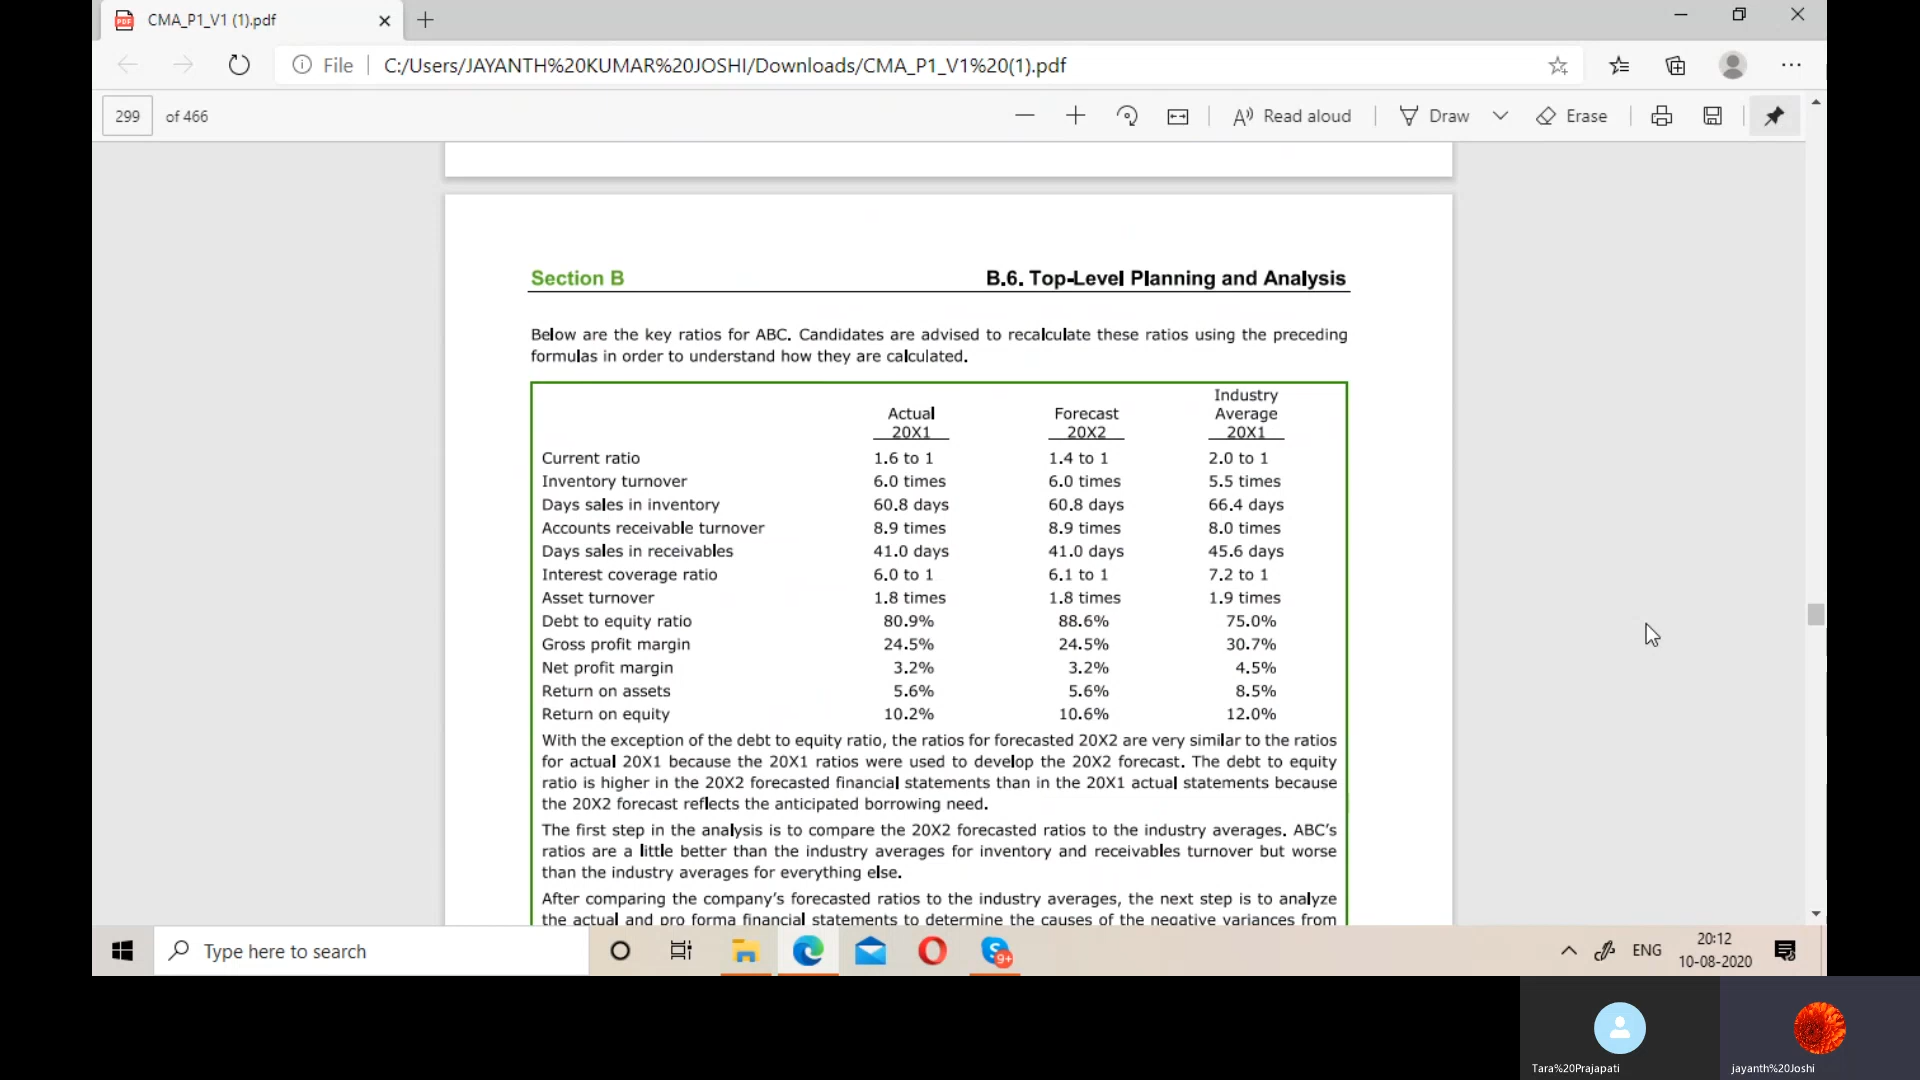 CMA_P1_V1 (1).pdf
File C:/Users/JAYANTH%20KUMAR%20JOSHI/Downloads/CMA_P1_V1%20(1).pdf
299 of 466 Read aloud Draw Erase
Section B B.6. Top-Level Planning and Analysis
Below are the key ratios for ABC. Candidates are advised to recalculate these ratios using the preceding
formulas in order to understand how they are calculated.
Industry
Actual Forecast Average
20X1 20X2 20X1
Current ratio 1.6 to 1 1.4 to 1 2.0 to 1
Inventory turnover 6.0 times 6.0 times 5.5 times
Days sales in inventory 60.8 days 60.8 days 66.4 days
Accounts receivable turnover 8.9 times 8.9 times 8.0 times
Days sales in receivables 41.0 days 41.0 days 45.6 days
Interest coverage ratio 6.0 to 1 6.1 to 1 7.2 to 1
Asset turnover 1.8 times 1.8 times 1.9 times
Debt to equity ratio 80.9% 88.6% 75.0%
Gross profit margin 24.5% 24.5% 30.7%
Net profit margin 3.2% 3.2% 4.5%
Return on assets 5.6% 5.6% 8.5%
Return on equity 10.2% 10.6% 12.0%
With the exception of the debt to equity ratio, the ratios for forecasted 20X2 are very similar to the ratios
for actual 20X1 because the 20X1 ratios were used to develop the 20X2 forecast. The debt to equity
ratio is higher in the 20X2 forecasted financial statements than in the 20X1 actual statements because
the 20X2 forecast reflects the anticipated borrowing need.
The first step in the analysis is to compare the 20X2 forecasted ratios to the industry averages. ABC's
ratios are a little better than the industry averages for inventory and receivables turnover but worse
than the industry averages for everything else.
After comparing the company's forecasted ratios to the industry averages, the next step is to analyze
the actual and pro forma financial statements to determine the causes of the negative variances from
Type here to search 9+ ENG 20:12
10-08-2020
Tara%20Prajapati jayanth%20Joshi